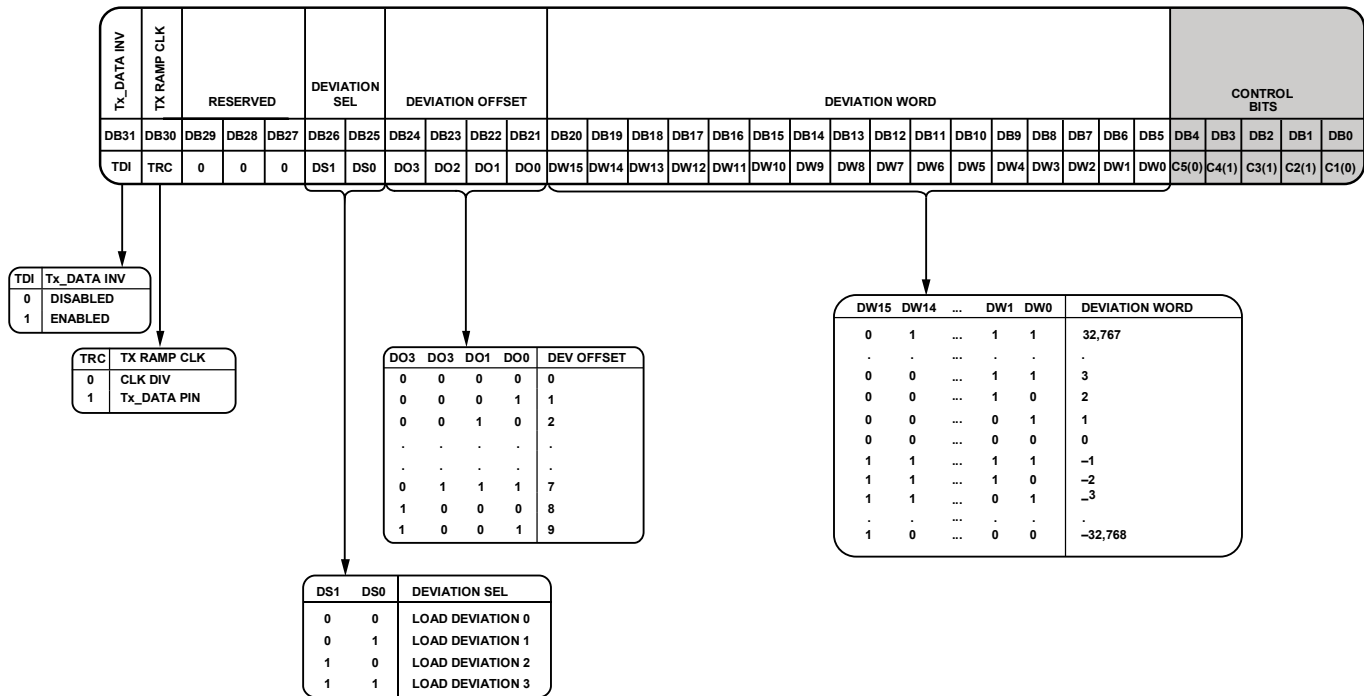 Tx_DATA INV
TX RAMP CLK
RESERVED
DEVIATION
SEL
DEVIATION OFFSET
DEVIATION WORD
CONTROL
BITS
DB31 DB30 DB29 DB28 DB27 DB26 DB25 DB24 DB23 DB22 DB21 DB20 DB19 DB18 DB17 DB16 DB15 DB14 DB13 DB12 DB11 DB10 DB9 DB8 DB7 DB6 DB5 DB4 DB3 DB2 DB1 DB0
TDI TRC 0 0 0 DS1 DS0 DO3 DO2 DO1 DO0 DW15 DW14 DW13 DW12 DW11 DW10 DW9 DW8 DW7 DW6 DW5 DW4 DW3 DW2 DW1 DW0 C5(0) C4(1) C3(1) C2(1) C1(0)
TDI Tx_DATA INV
0 DISABLED
1 ENABLED
TRC TX RAMP CLK
0 CLK DIV
1 Tx_DATA PIN
DO3 DO3 DO1 DO0 DEV OFFSET
0 0 0 0 0
0 0 0 1 1
0 0 1 0 2
. . . . .
. . . . .
0 1 1 1 7
1 0 0 0 8
1 0 0 1 9
DW15 DW14 ... DW1 DW0 DEVIATION WORD
0 1 ... 1 1 32,767
. . ... . . .
0 0 ... 1 1 3
0 0 ... 1 0 2
0 0 ... 0 1 1
0 0 ... 0 0 0
1 1 ... 1 1 –1
1 1 ... 1 0 –2
1 1 ... 0 1 –3
. . ... . . .
1 0 ... 0 0 –32,768
DS1 DS0 DEVIATION SEL
0 0 LOAD DEVIATION 0
0 1 LOAD DEVIATION 1
1 0 LOAD DEVIATION 2
1 1 LOAD DEVIATION 3